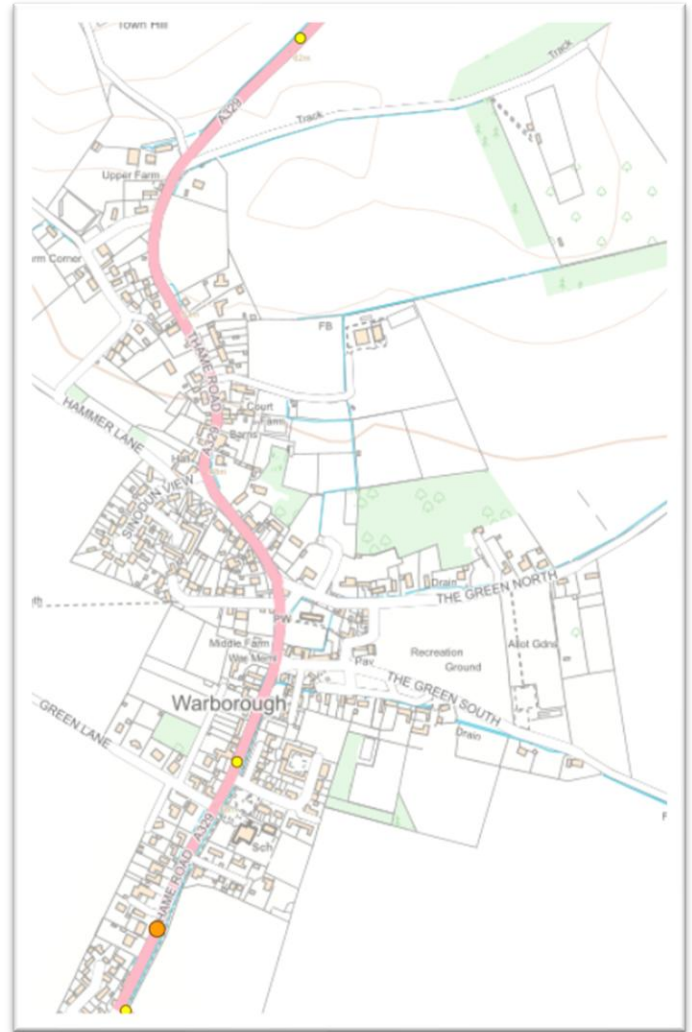 Town Hill
62m
A329
Track
Track
Upper Farm
rm Corner
FB
THAME ROAD
Court
Farm
Barns
HAMMER LANE
A329
SINODUN VIEW
Drain
THE GREEN NORTH
PW
Middle Farm
War Meml
Recreation
Ground
Allot Gdns
Pav
THE GREEN SOUTH
Warborough
GREEN LANE
Drain
A329
Sch
THAME ROAD